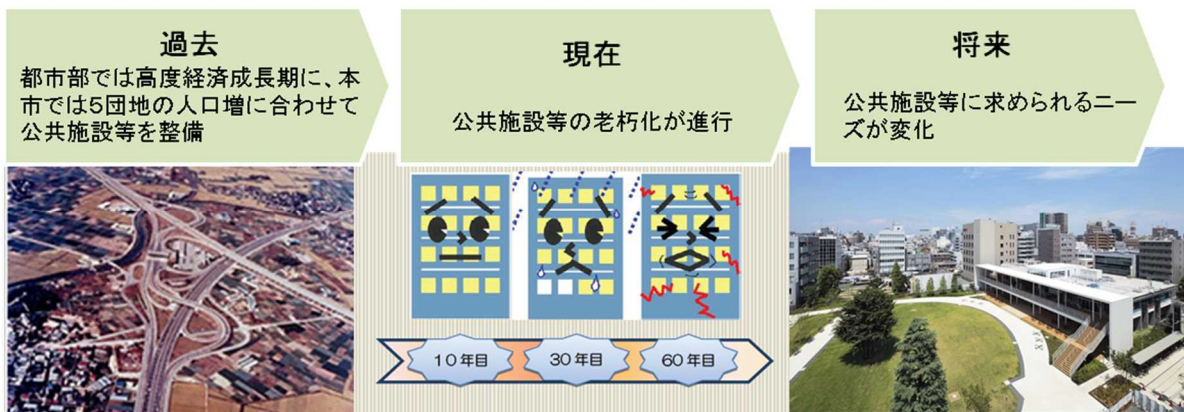 過去
都市部では高度経済成長期に、本
市では5団地の人口増に合わせて
公共施設等を整備
現在
公共施設等の老朽化が進行
将来
公共施設等に求められるニー
ズが変化
10年目
30年目
60年目